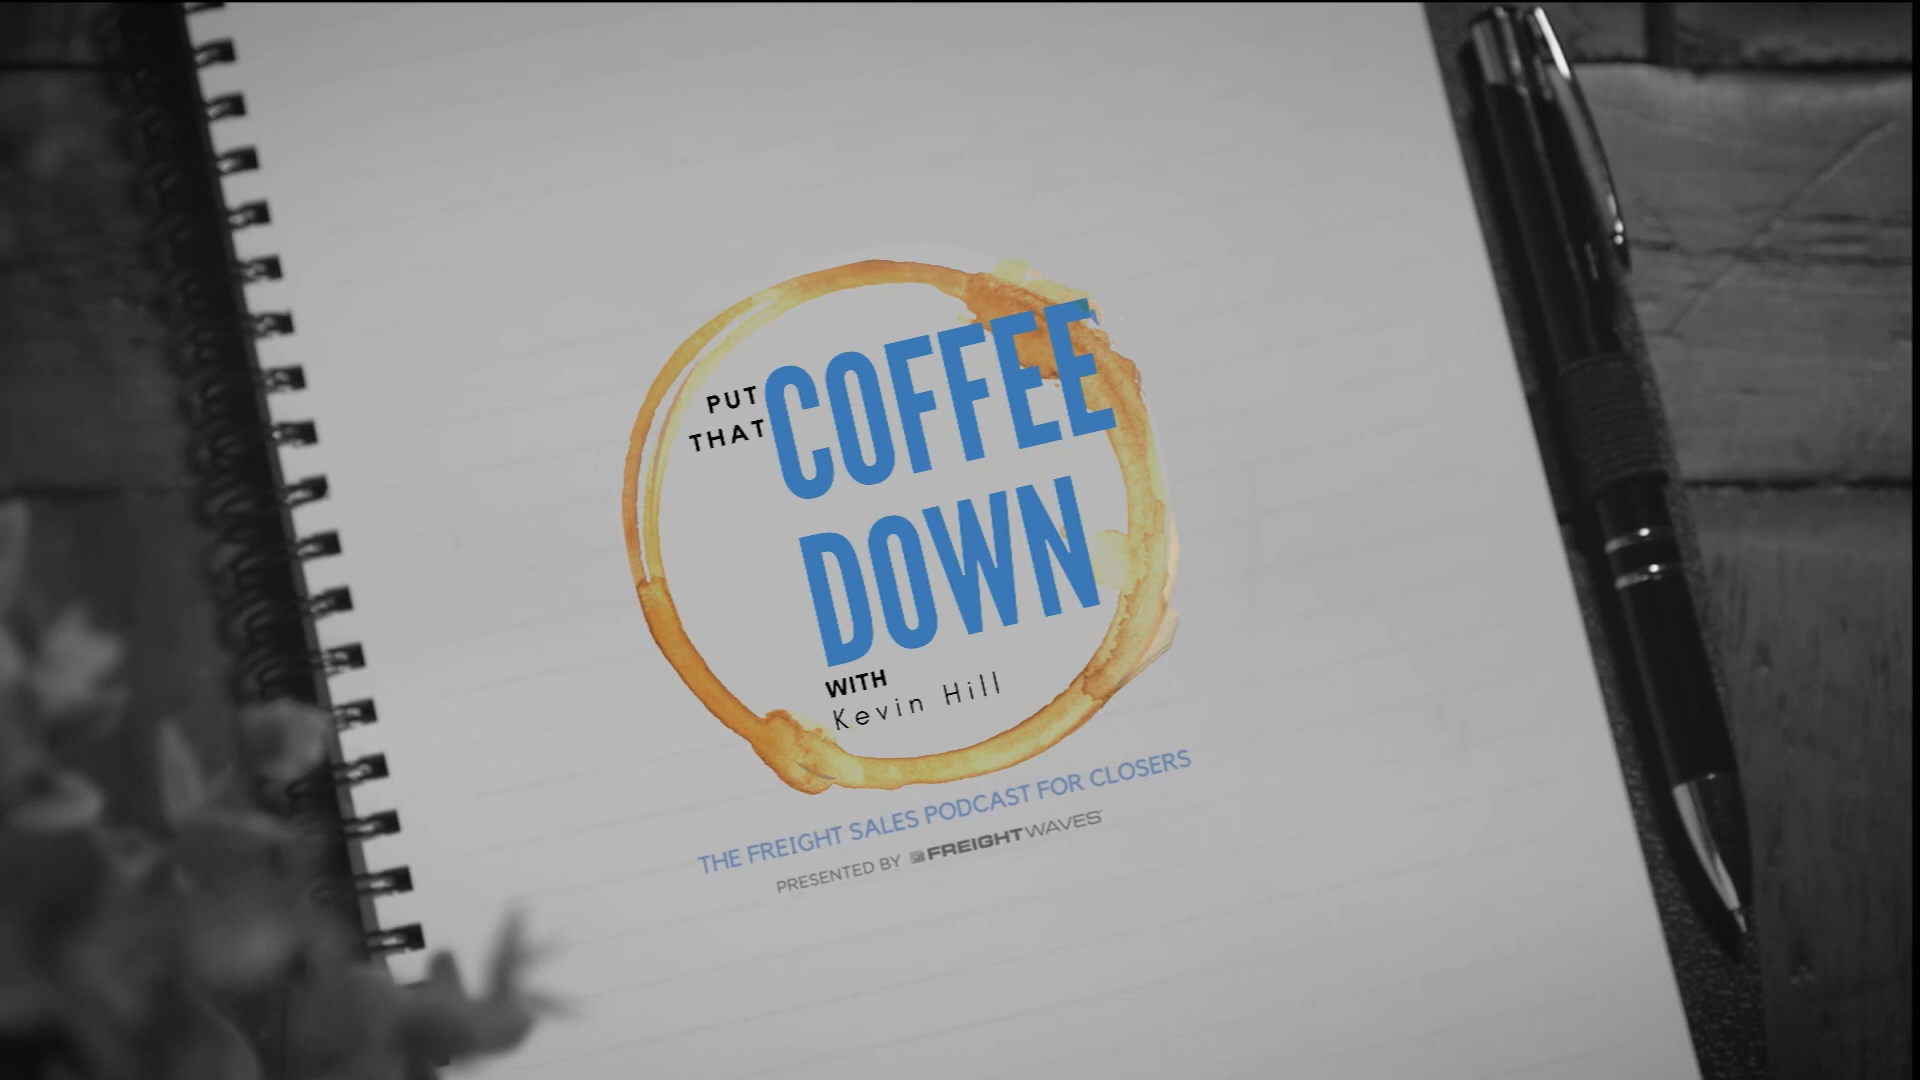 PUT
THAT
COFFEE
DOWN
WITH
Kevin Hill
THE FREIGHT SALES PODCAST FOR CLOSERS
PRESENTED BY FREIGHTWAVES